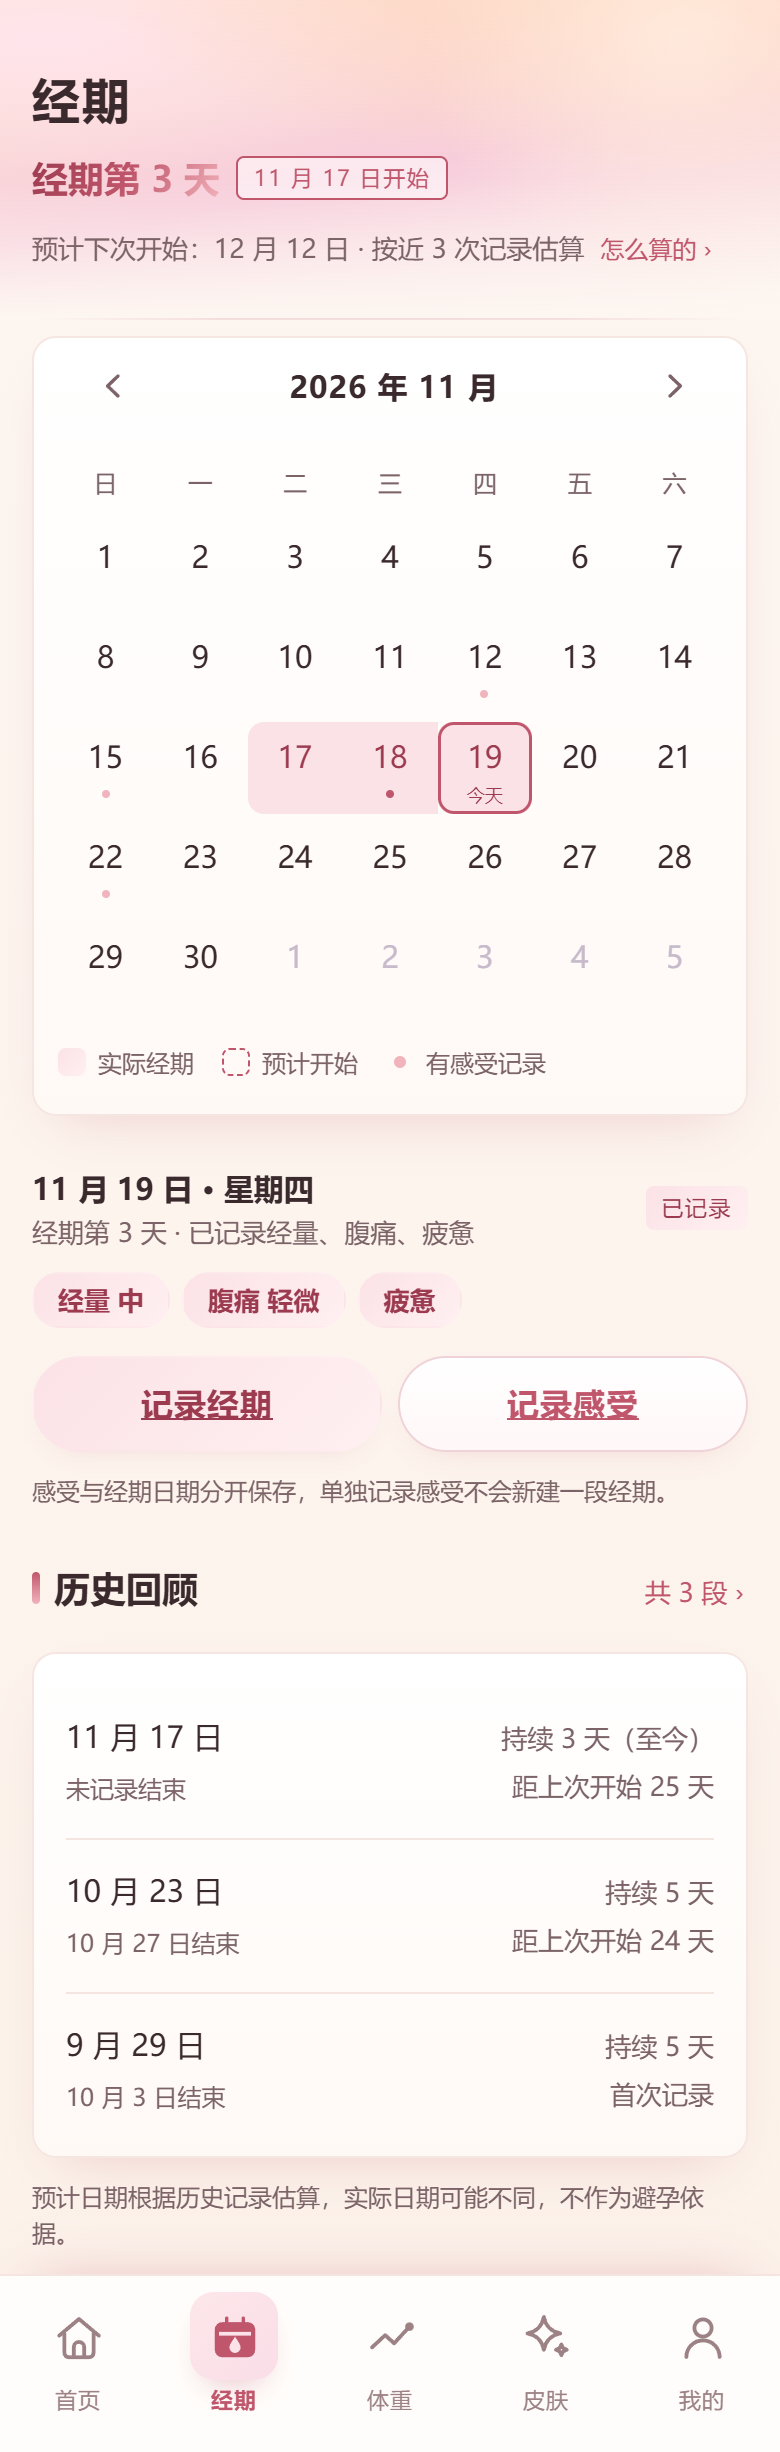 经期
经期第 3 天 11 月 17 日开始
预计下次开始：12 月 12 日 · 按近 3 次记录估算 怎么算的 ›
2026 年 11 月
日 一 二 三 四 五 六
1 2 3 4 5 6 7
8 9 10 11 12 13 14
15 16 17 18 19 20 21
今天
22 23 24 25 26 27 28
29 30 1 2 3 4 5
实际经期 预计开始 有感受记录
11 月 19 日 • 星期四
已记录
经期第 3 天 · 已记录经量、腹痛、疲惫
经量 中 腹痛 轻微 疲惫
记录经期 记录感受
感受与经期日期分开保存，单独记录感受不会新建一段经期。
历史回顾 共 3 段 ›
11 月 17 日 持续 3 天（至今）
未记录结束 距上次开始 25 天
10 月 23 日 持续 5 天
10 月 27 日结束 距上次开始 24 天
9 月 29 日 持续 5 天
10 月 3 日结束 首次记录
预计日期根据历史记录估算，实际日期可能不同，不作为避孕依
据。
首页 经期 体重 皮肤 我的